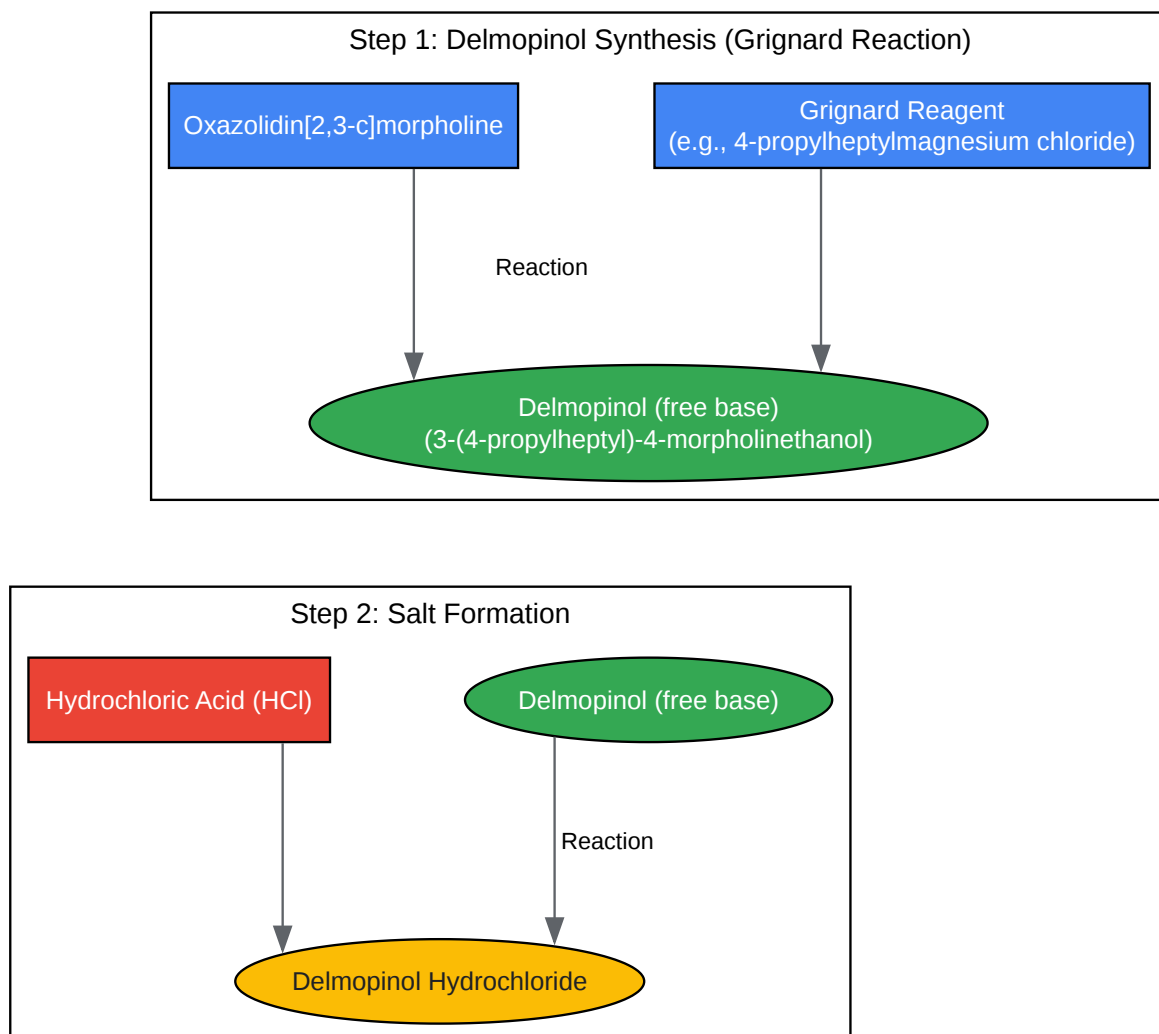 Step 1: Delmopinol Synthesis (Grignard Reaction)
Oxazolidin[2,3-c]morpholine
Grignard Reagent
(e.g., 4-propylheptylmagnesium chloride)
Reaction
Delmopinol (free base)
(3-(4-propylheptyl)-4-morpholinethanol)
Step 2: Salt Formation
Hydrochloric Acid (HCl)
Delmopinol (free base)
Reaction
Delmopinol Hydrochloride